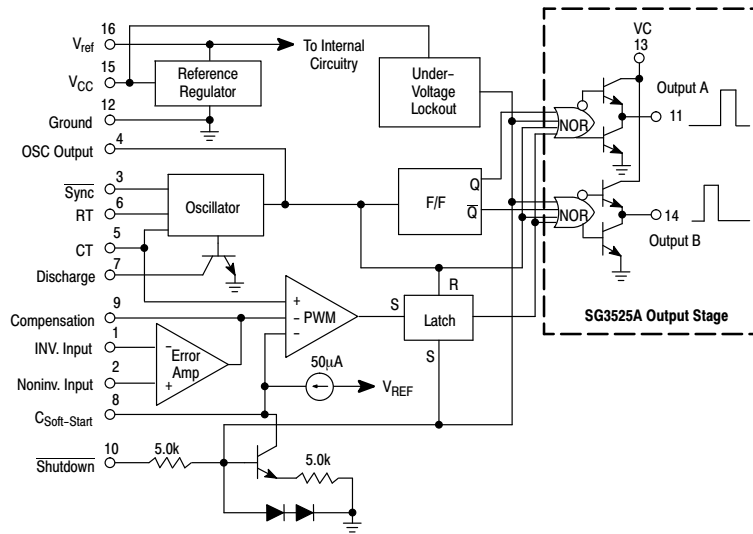 16
Vref
To Internal
Circuitry
15
VCC
Reference
Regulator
Under-
Voltage
Lockout
12
Ground
4
OSC Output
3
Sync
6
RT
5
CT
7
Discharge
Oscillator
F/F
Q
Q
9
Compensation
1
INV. Input
2
Noninv. Input
8
CSoft-Start
Error
Amp
+
–
–
PWM
–
+
S
R
Latch
S
50µA
VREF
10
Shutdown
5.0k
5.0k
VC
13
Output A
NOR
11
NOR
14
Output B
SG3525A Output Stage